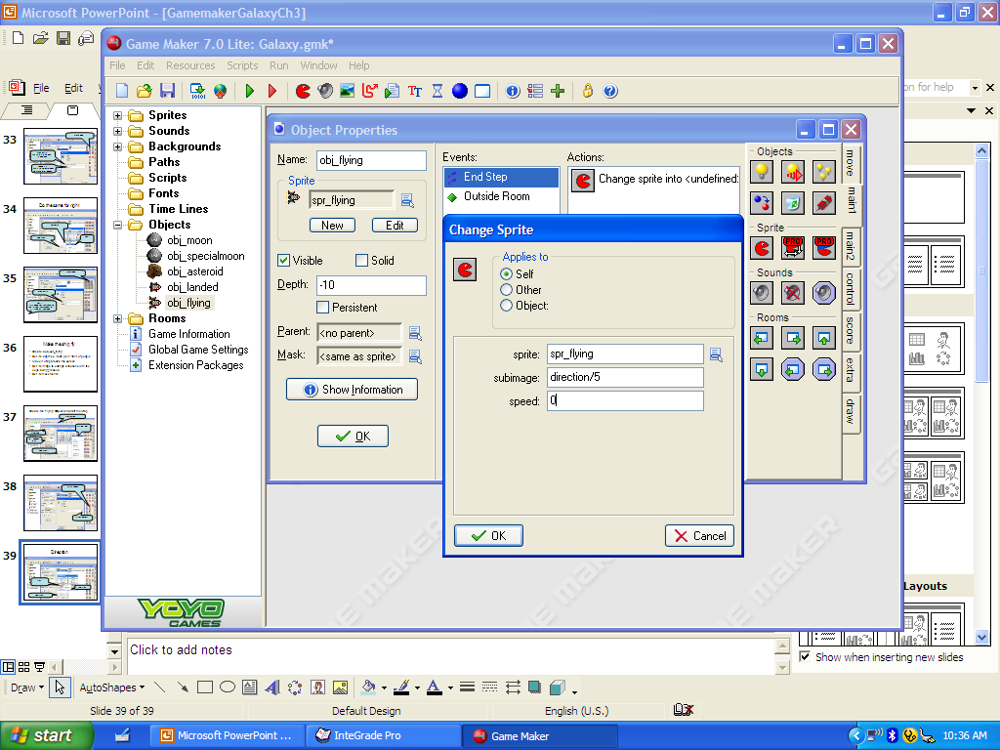 Microsoft PowerPoint - [GamemakerGalaxyCh3]
File Edit
on for help
Game Maker 7.0 Lite: Galaxy.gmk*
File Edit Resources Scripts Run Window Help
Sprites
Sounds
Backgrounds
Paths
Scripts
Fonts
Time Lines
Objects
obj_moon
obj_specialmoon
obj_asteroid
obj_landed
obj_flying
Rooms
Game Information
Global Game Settings
Extension Packages
YOYO
GAMES
33
34
35
36
37
38
39
Direction
Object Properties
Name: obj_flying
Sprite
spr_flying
New Edit
Visible Solid
Depth: -10
Persistent
Parent: <no parent>
Mask: <same as sprite>
Show Information
OK
Events:
End Step
Outside Room
Actions:
Change sprite into <undefined:
Objects
Sprite
PRO PRO
Sounds
Rooms
move
main1
main2
control
score
extra
draw
Change Sprite
Applies to
Self
Other
Object:
sprite: spr_flying
subimage: direction/5
speed: 0
OK Cancel
GAME MAKER
Layouts
Show when inserting new slides
Click to add notes
Draw AutoShapes
Slide 39 of 39 Default Design English (U.S.)
start Microsoft PowerPoint ... InteGrade Pro Game Maker 10:36 AM